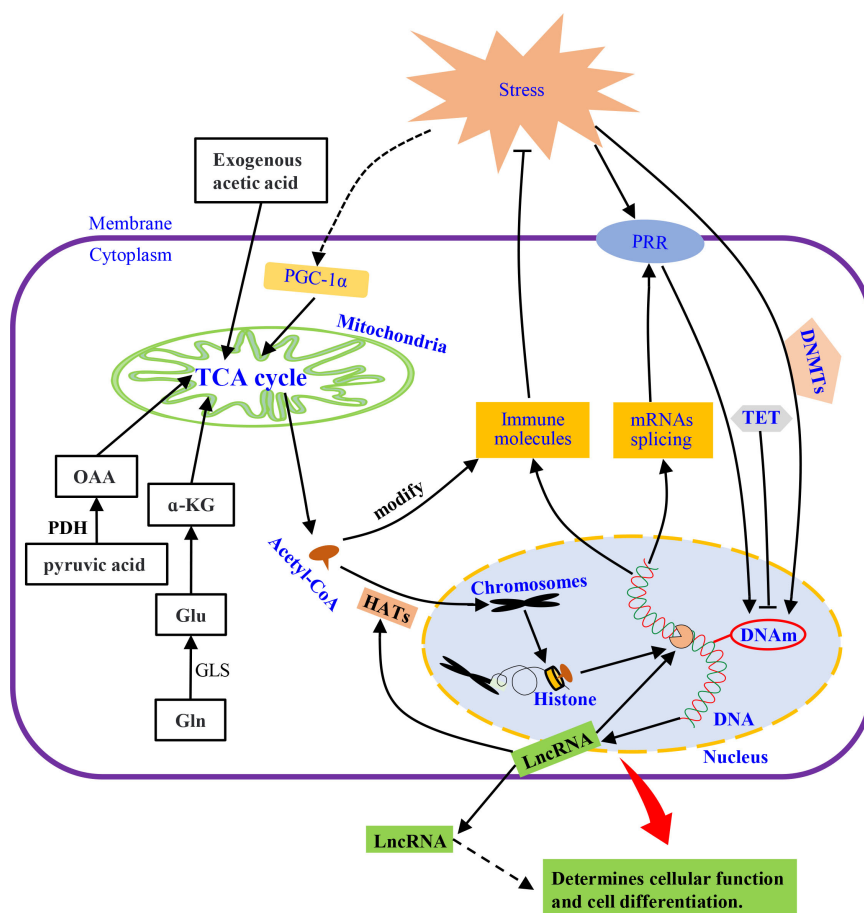 Stress
Exogenous
acetic acid
Membrane
Cytoplasm
PRR
PGC-1α
Mitochondria
DNMTs
TCA cycle
Immune
molecules
mRNAs
splicing
TET
OAA
α-KG
modify
PDH
pyruvic acid
Acetyl-CoA
Chromosomes
HATs
Glu
DNAm
GLS
Histone
DNA
Gln
LncRNA
Nucleus
LncRNA
Determines cellular function
and cell differentiation.